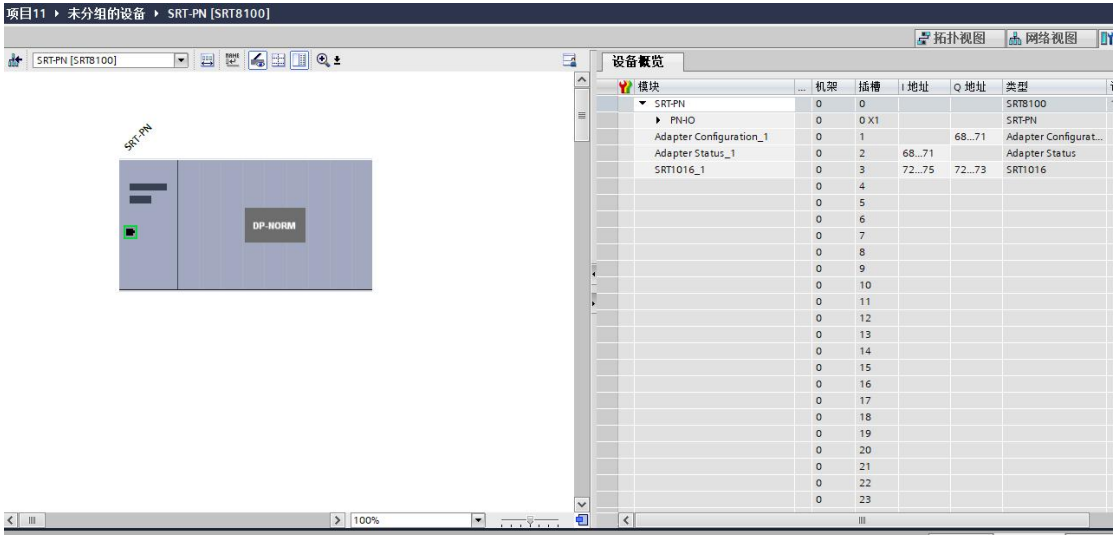 项目11 ▸ 未分组的设备 ▸ SRT-PN [SRT8100]
拓扑视图 网络视图
SRT-PN [SRT8100]
设备概览
SRT-PN
DP-NORM
100%
模块 ... 机架 插槽 I 地址 Q 地址 类型
SRT-PN 0 0 SRT8100
PN-IO 0 0 X1 SRT-PN
Adapter Configuration_1 0 1 68...71 Adapter Configurat...
Adapter Status_1 0 2 68...71 Adapter Status
SRT1016_1 0 3 72...75 72...73 SRT1016
0 4
0 5
0 6
0 7
0 8
0 9
0 10
0 11
0 12
0 13
0 14
0 15
0 16
0 17
0 18
0 19
0 20
0 21
0 22
0 23